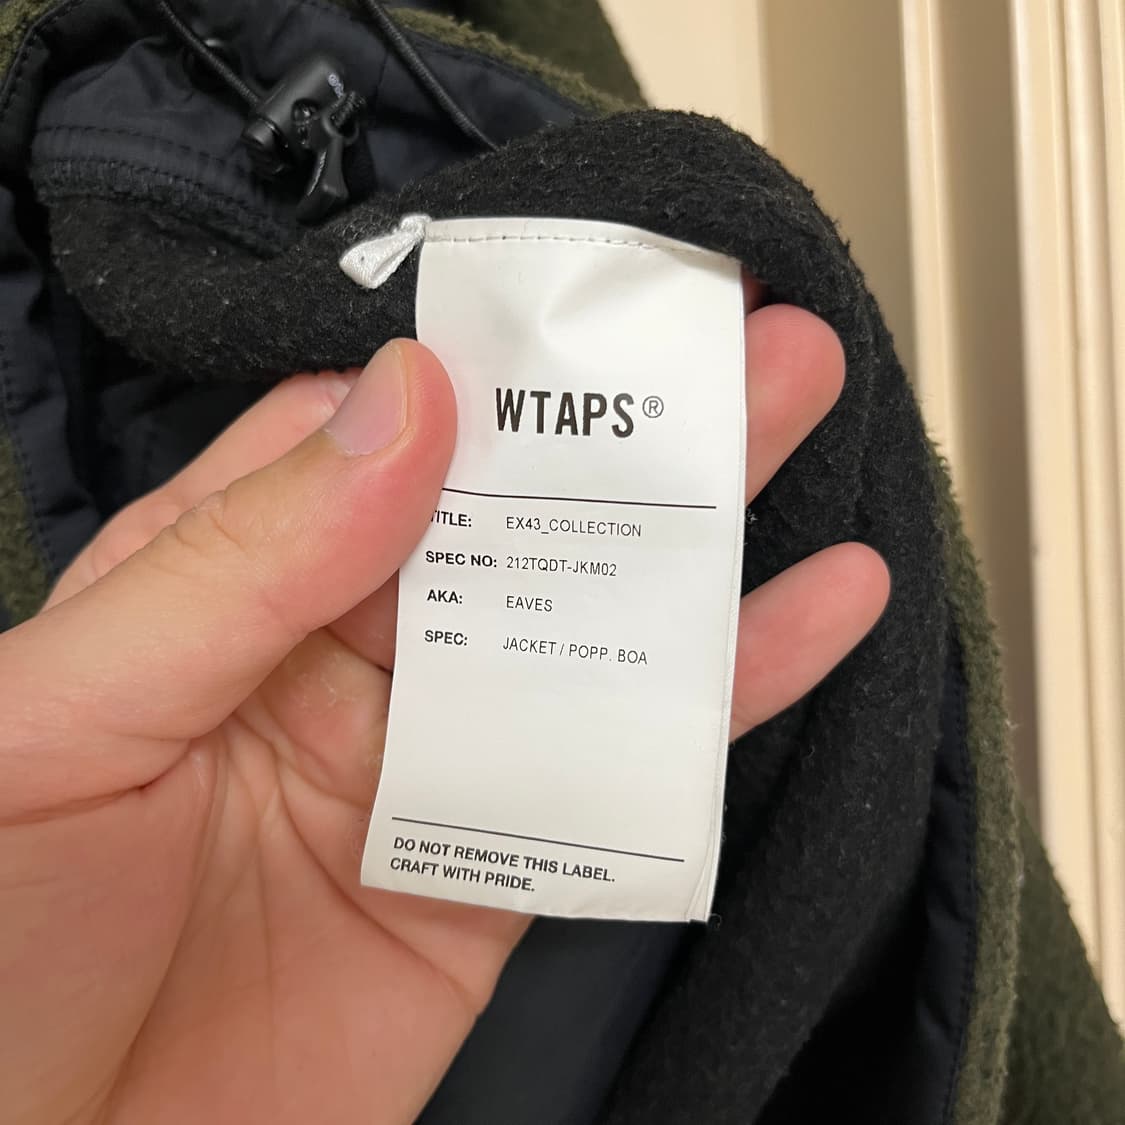 WTAPS®
TITLE: EX43_COLLECTION
SPEC NO: 212TQDT-JKM02
AKA: EAVES
SPEC: JACKET / POPP. BOA
DO NOT REMOVE THIS LABEL.
CRAFT WITH PRIDE.